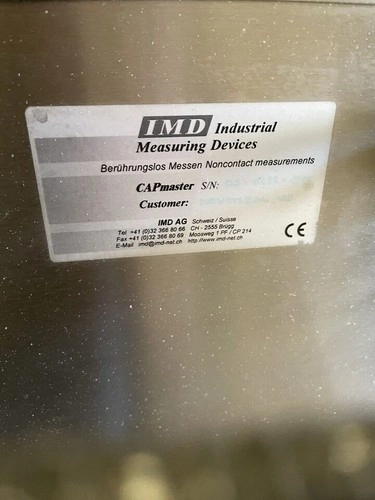 IMD Industrial
Measuring Devices
Berührungslos Messen Noncontact measurements
CAPmaster S/N:
Customer:
IMD AG Schweiz / Suisse
Tel +41 (0)32 366 80 66 CH - 2555 Brügg
Fax +41 (0)32 366 80 69 Moosweg 1 PF / CP 214
E-Mail imd@imd-net.ch http://www.imd-net.ch
CE